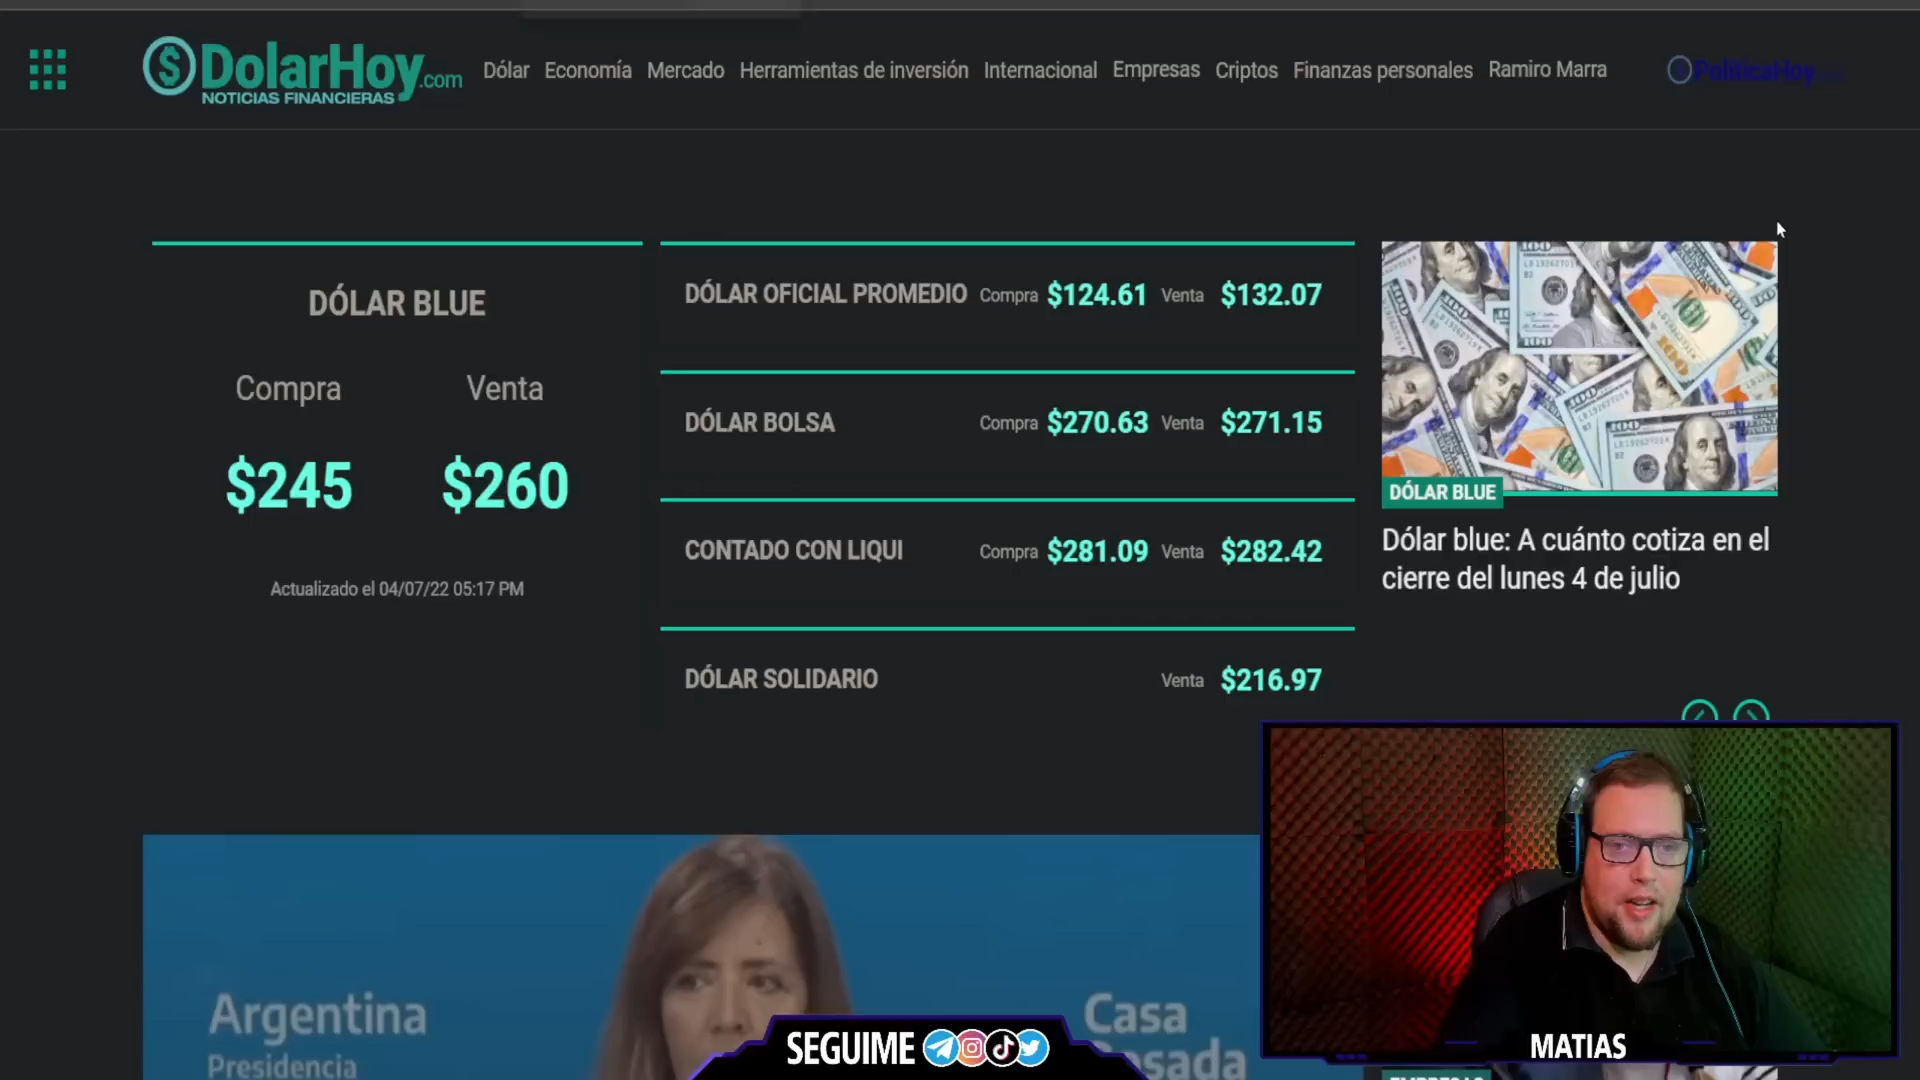 DolarHoy.com
NOTICIAS FINANCIERAS
Dólar Economía Mercado Herramientas de inversión Internacional Empresas Criptos Finanzas personales Ramiro Marra
PolíticaHoy
DÓLAR BLUE
Compra Venta
$245 $260
Actualizado el 04/07/22 05:17 PM
DÓLAR OFICIAL PROMEDIO Compra $124.61 Venta $132.07
DÓLAR BOLSA Compra $270.63 Venta $271.15
CONTADO CON LIQUI Compra $281.09 Venta $282.42
DÓLAR SOLIDARIO Venta $216.97
DÓLAR BLUE
Dólar blue: A cuánto cotiza en el
cierre del lunes 4 de julio
Argentina
Presidencia
Casa
SEGUIME
MATIAS